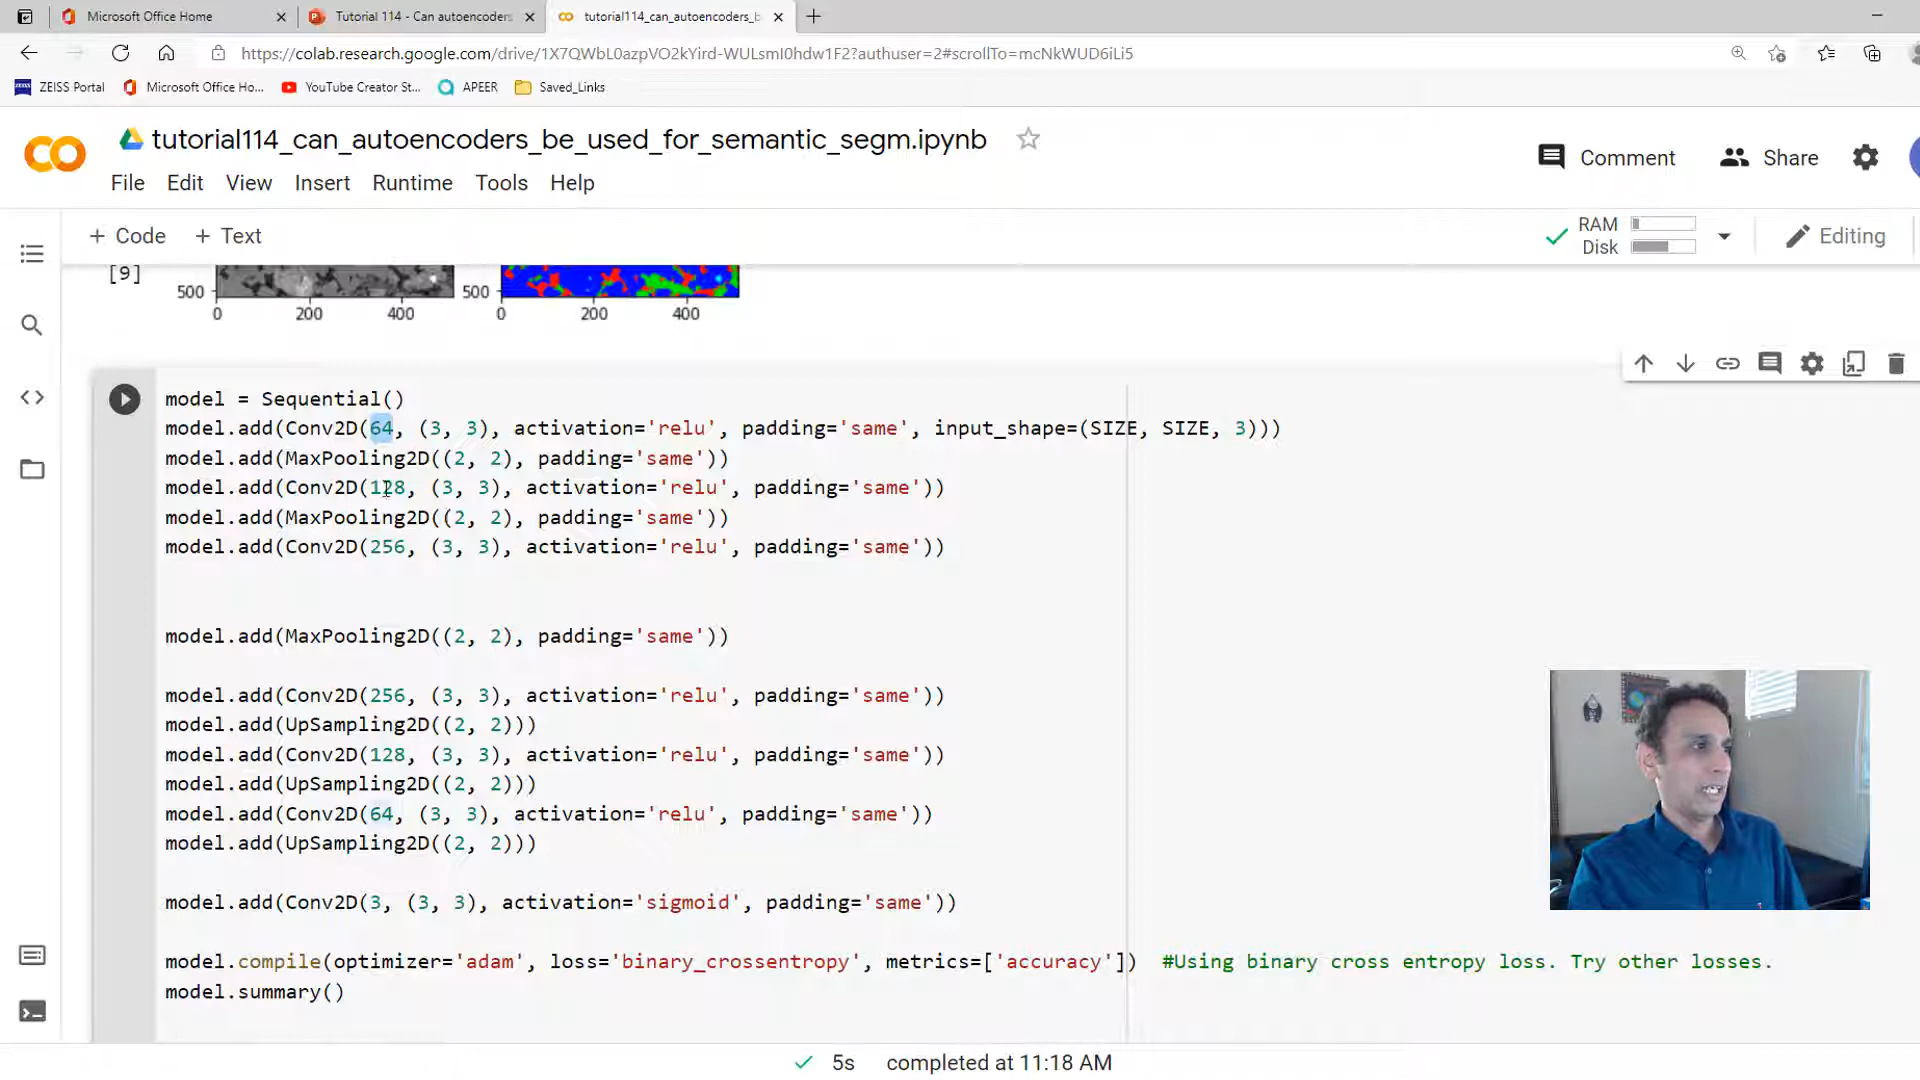 Microsoft Office Home
Tutorial 114 - Can autoencoders
tutorial114_can_autoencoders_b
https://colab.research.google.com/drive/1X7QWbL0azpVO2kYird-WULsmI0hdw1F2?authuser=2#scrollTo=mcNkWUD6iLi5
ZEISS Portal
Microsoft Office Ho...
YouTube Creator St...
APEER
Saved_Links
tutorial114_can_autoencoders_be_used_for_semantic_segm.ipynb
Comment
Share
File Edit View Insert Runtime Tools Help
+ Code + Text
RAM
Disk
Editing
[9]
500
500
0 200 400
0 200 400
model = Sequential()
model.add(Conv2D(64, (3, 3), activation='relu', padding='same', input_shape=(SIZE, SIZE, 3)))
model.add(MaxPooling2D((2, 2), padding='same'))
model.add(Conv2D(128, (3, 3), activation='relu', padding='same'))
model.add(MaxPooling2D((2, 2), padding='same'))
model.add(Conv2D(256, (3, 3), activation='relu', padding='same'))
model.add(MaxPooling2D((2, 2), padding='same'))
model.add(Conv2D(256, (3, 3), activation='relu', padding='same'))
model.add(UpSampling2D((2, 2)))
model.add(Conv2D(128, (3, 3), activation='relu', padding='same'))
model.add(UpSampling2D((2, 2)))
model.add(Conv2D(64, (3, 3), activation='relu', padding='same'))
model.add(UpSampling2D((2, 2)))
model.add(Conv2D(3, (3, 3), activation='sigmoid', padding='same'))
model.compile(optimizer='adam', loss='binary_crossentropy', metrics=['accuracy']) #Using binary cross entropy loss. Try other losses.
model.summary()
5s completed at 11:18 AM